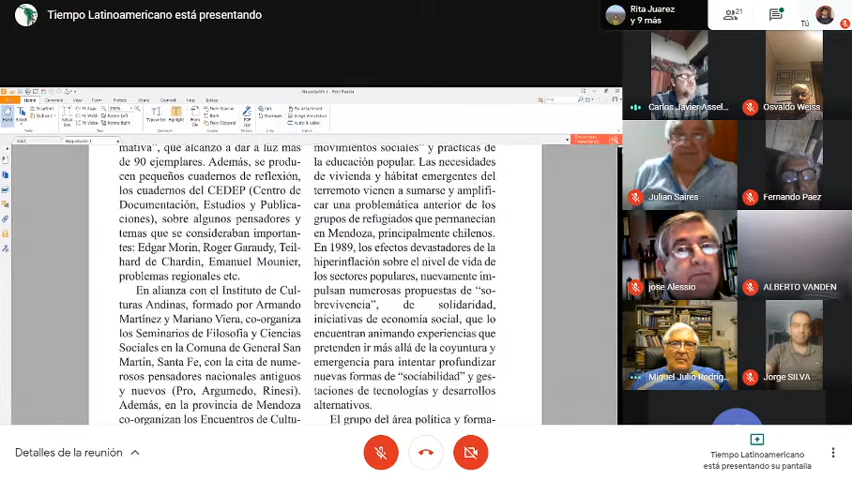 Tiempo Latinoamericano está presentando
Rita Juarez
y 9 más
21
Tú
Home
mativa", que alcanzó a dar a luz más
de 90 ejemplares. Además, se produ-
cen pequeños cuadernos de reflexión,
los cuadernos del CEDEP (Centro de
Documentación, Estudios y Publica-
ciones), sobre algunos pensadores y
temas que se consideraban importan-
tes: Edgar Morin, Roger Garaudy, Teil-
hard de Chardin, Emanuel Mounier,
problemas regionales etc.
En alianza con el Instituto de Cul-
turas Andinas, formado por Armando
Martínez y Mariano Viera, co-organiza
los Seminarios de Filosofía y Ciencias
Sociales en la Comuna de General San
Martín, Santa Fe, con la cita de nume-
rosos pensadores nacionales antiguos
y nuevos (Pro, Argumedo, Rinesi).
Además, en la provincia de Mendoza
co-organizan los Encuentros de Cultu-
movimientos sociales" y prácticas de
la educación popular. Las necesidades
de vivienda y hábitat emergentes del
terremoto vienen a sumarse y amplifi-
car una problemática anterior de los
grupos de refugiados que permanecían
en Mendoza, principalmente chilenos.
En 1989, los efectos devastadores de la
hiperinflación sobre el nivel de vida de
los sectores populares, nuevamente im-
pulsan numerosas propuestas de "so-
brevivencia", de solidaridad,
iniciativas de economía social, que lo
encuentran animando experiencias que
pretenden ir más allá de la coyuntura y
emergencia para intentar profundizar
nuevas formas de "sociabilidad" y ges-
taciones de tecnologías y desarrollos
alternativos.
El grupo del área política y forma-
Carlos Javier Assel...
Osvaldo Weiss
Julian Saires
Fernando Paez
jose Alessio
ALBERTO VANDEN
Miguel Julio Rodrig...
Jorge SILVA
Detalles de la reunión
Tiempo Latinoamericano
está presentando su pantalla